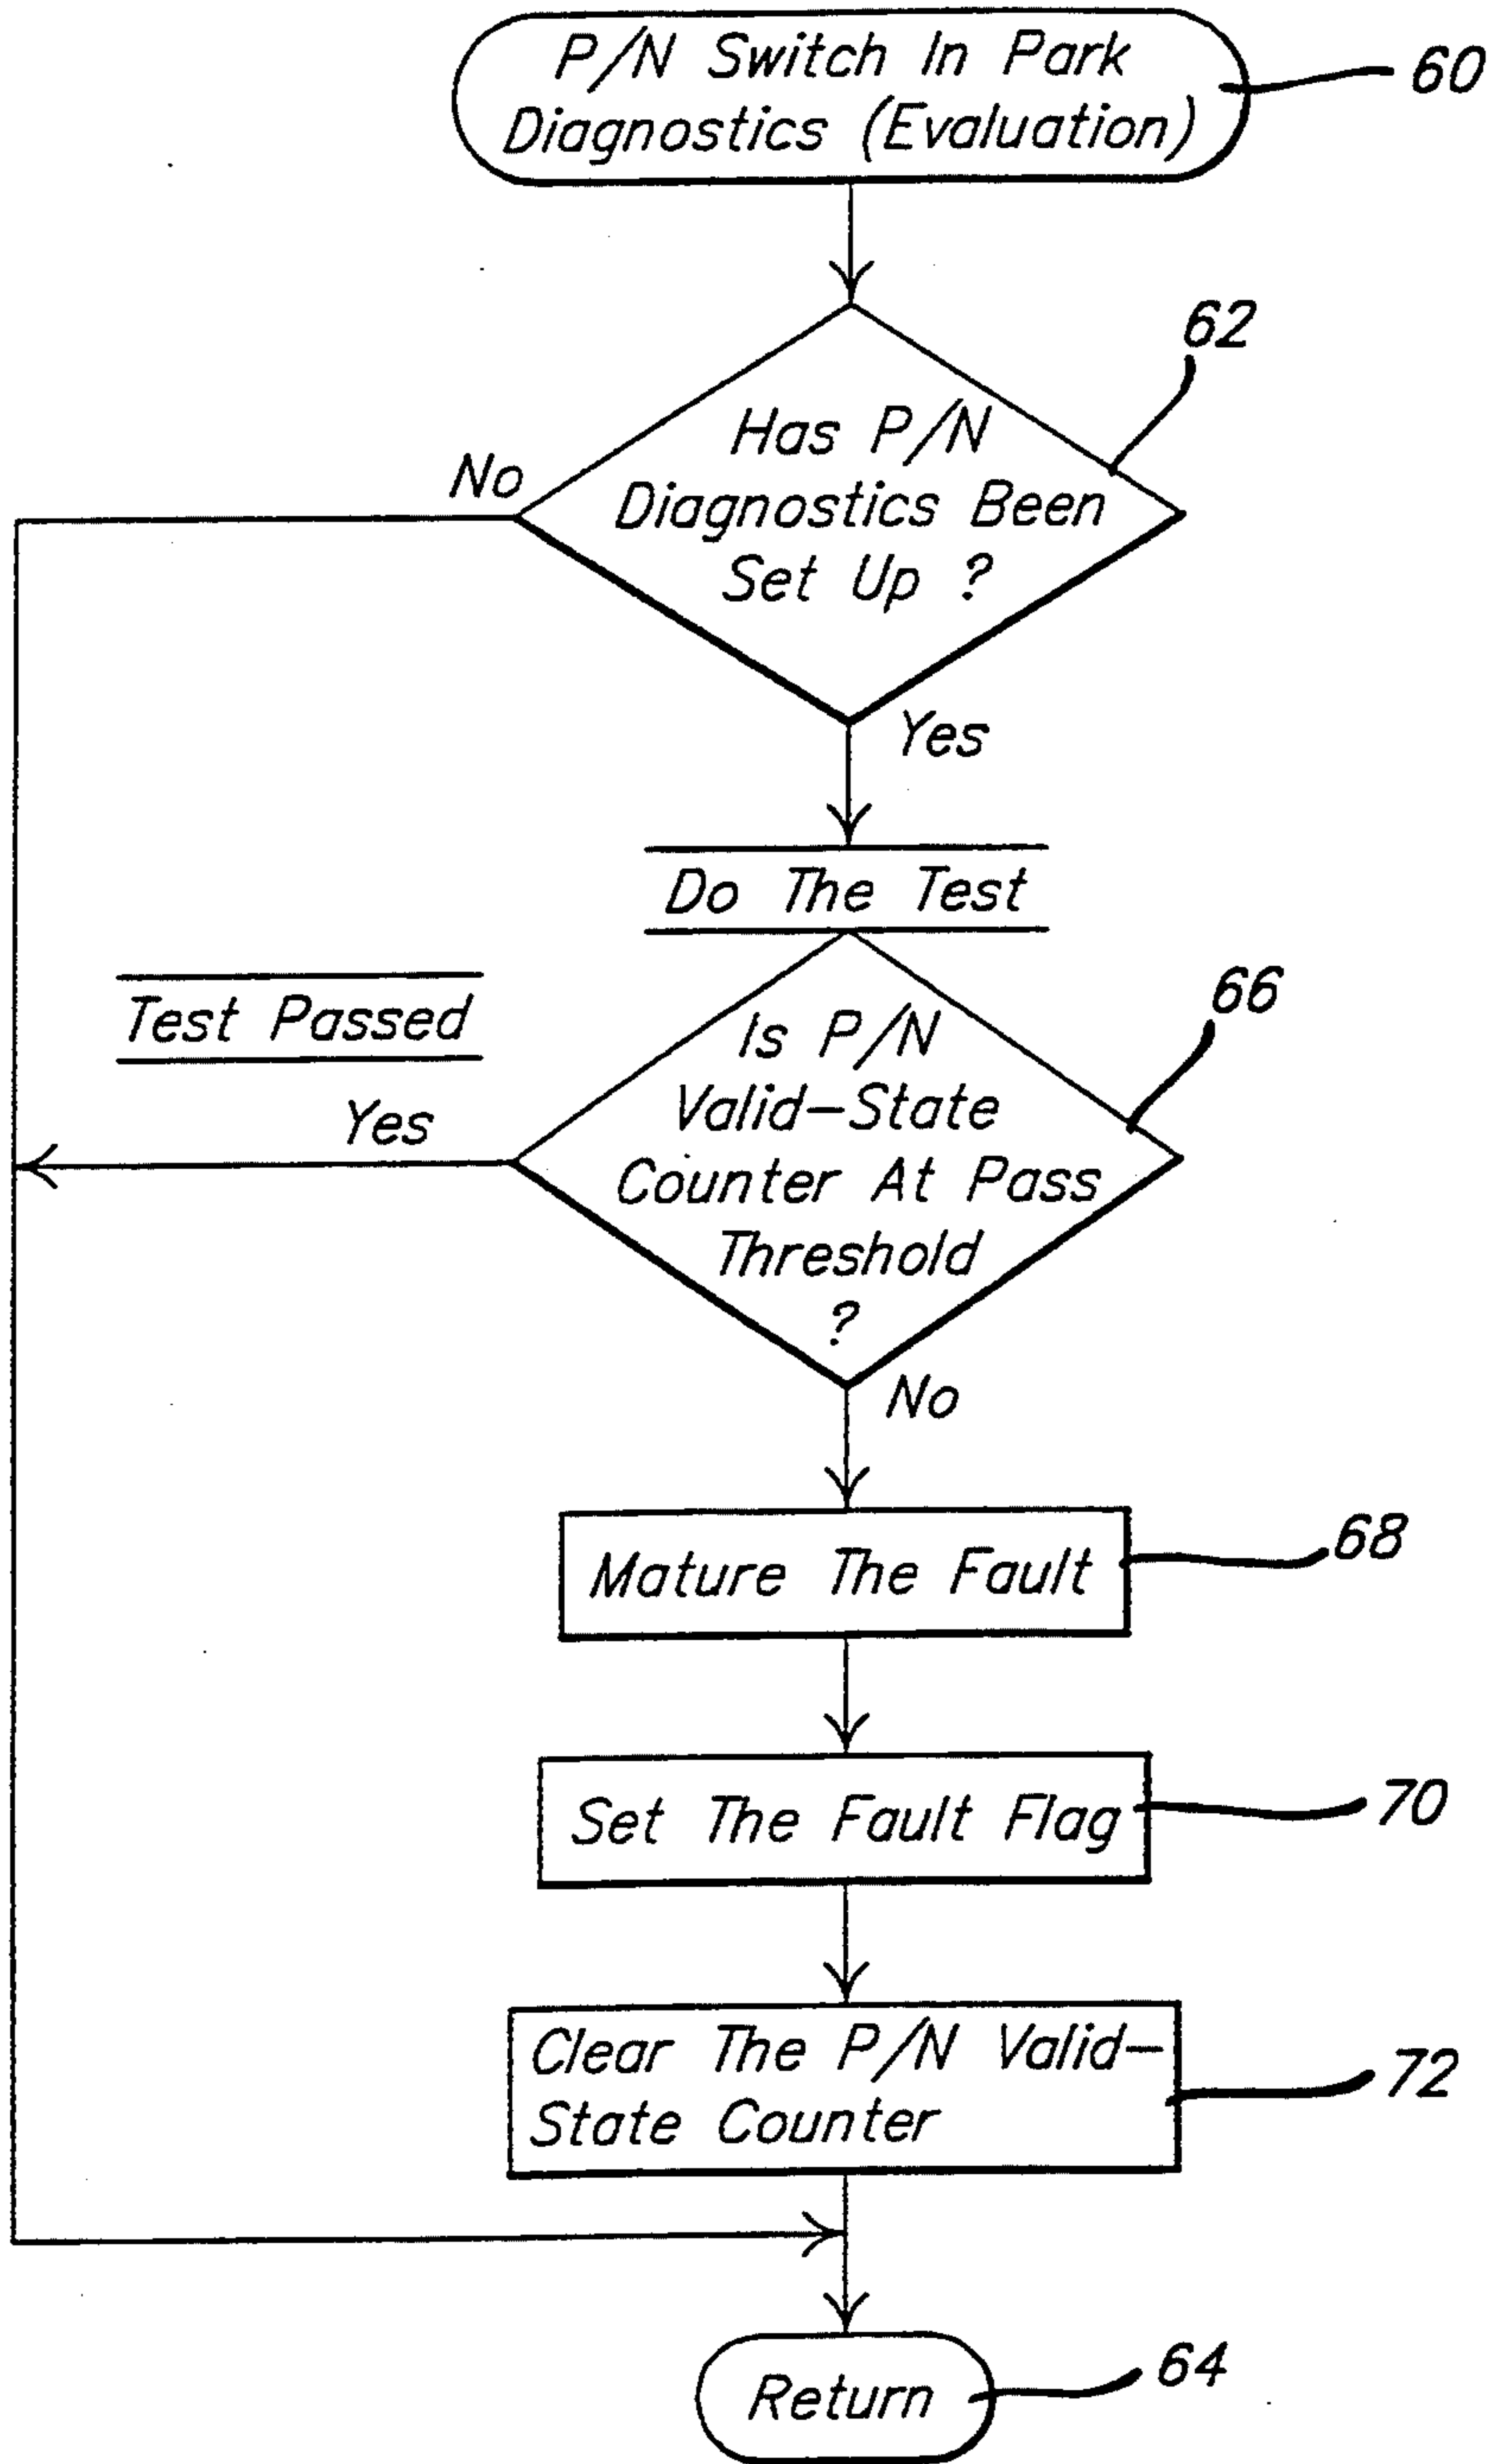 P/N Switch In Park
Diagnostics (Evaluation)
60
62
Has P/N
Diagnostics Been
Set Up ?
No
Yes
Do The Test
Test Passed
66
Is P/N
Valid-State
Counter At Pass
Threshold
?
Yes
No
Mature The Fault
68
Set The Fault Flag
70
Clear The P/N Valid-
State Counter
72
Return
64